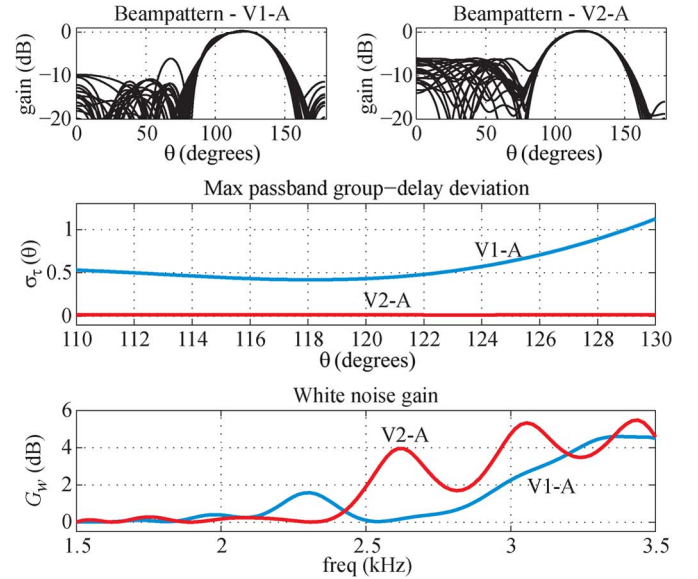 Beampattern - V1-A
Beampattern - V2-A
gain (dB)
0
−10
−20
0 50 100 150
θ (degrees)
gain (dB)
0
−10
−20
0 50 100 150
θ (degrees)
Max passband group−delay deviation
στ (θ)
1
0.5
0
V1-A
V2-A
110 112 114 116 118 120 122 124 126 128 130
θ (degrees)
White noise gain
Gw (dB)
6
4
2
0
V2-A
V1-A
1.5 2 2.5 3 3.5
freq (kHz)